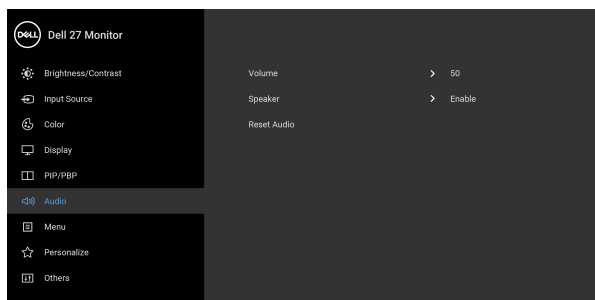 DELL Dell 27 Monitor
Brightness/Contrast
Volume > 50
Input Source
Speaker > Enable
Color
Reset Audio
Display
PIP/PBP
Audio
Menu
Personalize
Others